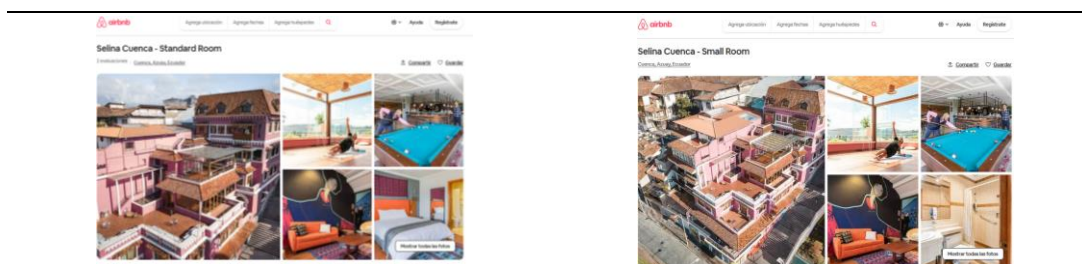 airbnb
Agrega ubicación Agrega fechas Agrega huéspedes Ayuda Regístrate
Selina Cuenca - Standard Room
2 evaluaciones Cuenca, Azuay, Ecuador Compartir Guardar
Mostrar todas las fotos
airbnb
Agrega ubicación Agrega fechas Agrega huéspedes Ayuda Regístrate
Selina Cuenca - Small Room
Cuenca, Azuay, Ecuador Compartir Guardar
Mostrar todas las fotos